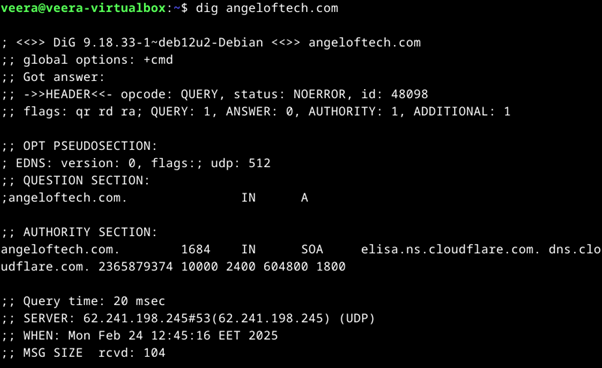 veera@veera-virtualbox:~$ dig angeloftech.com
; <<>> DiG 9.18.33-1~deb12u2-Debian <<>> angeloftech.com
;; global options: +cmd
;; Got answer:
;; ->>HEADER<<- opcode: QUERY, status: NOERROR, id: 48098
;; flags: qr rd ra; QUERY: 1, ANSWER: 0, AUTHORITY: 1, ADDITIONAL: 1
;; OPT PSEUDOSECTION:
; EDNS: version: 0, flags:; udp: 512
;; QUESTION SECTION:
;angeloftech.com. IN A
;; AUTHORITY SECTION:
angeloftech.com. 1684 IN SOA elisa.ns.cloudflare.com. dns.clo
udflare.com. 2365879374 10000 2400 604800 1800
;; Query time: 20 msec
;; SERVER: 62.241.198.245#53(62.241.198.245) (UDP)
;; WHEN: Mon Feb 24 12:45:16 EET 2025
;; MSG SIZE rcvd: 104